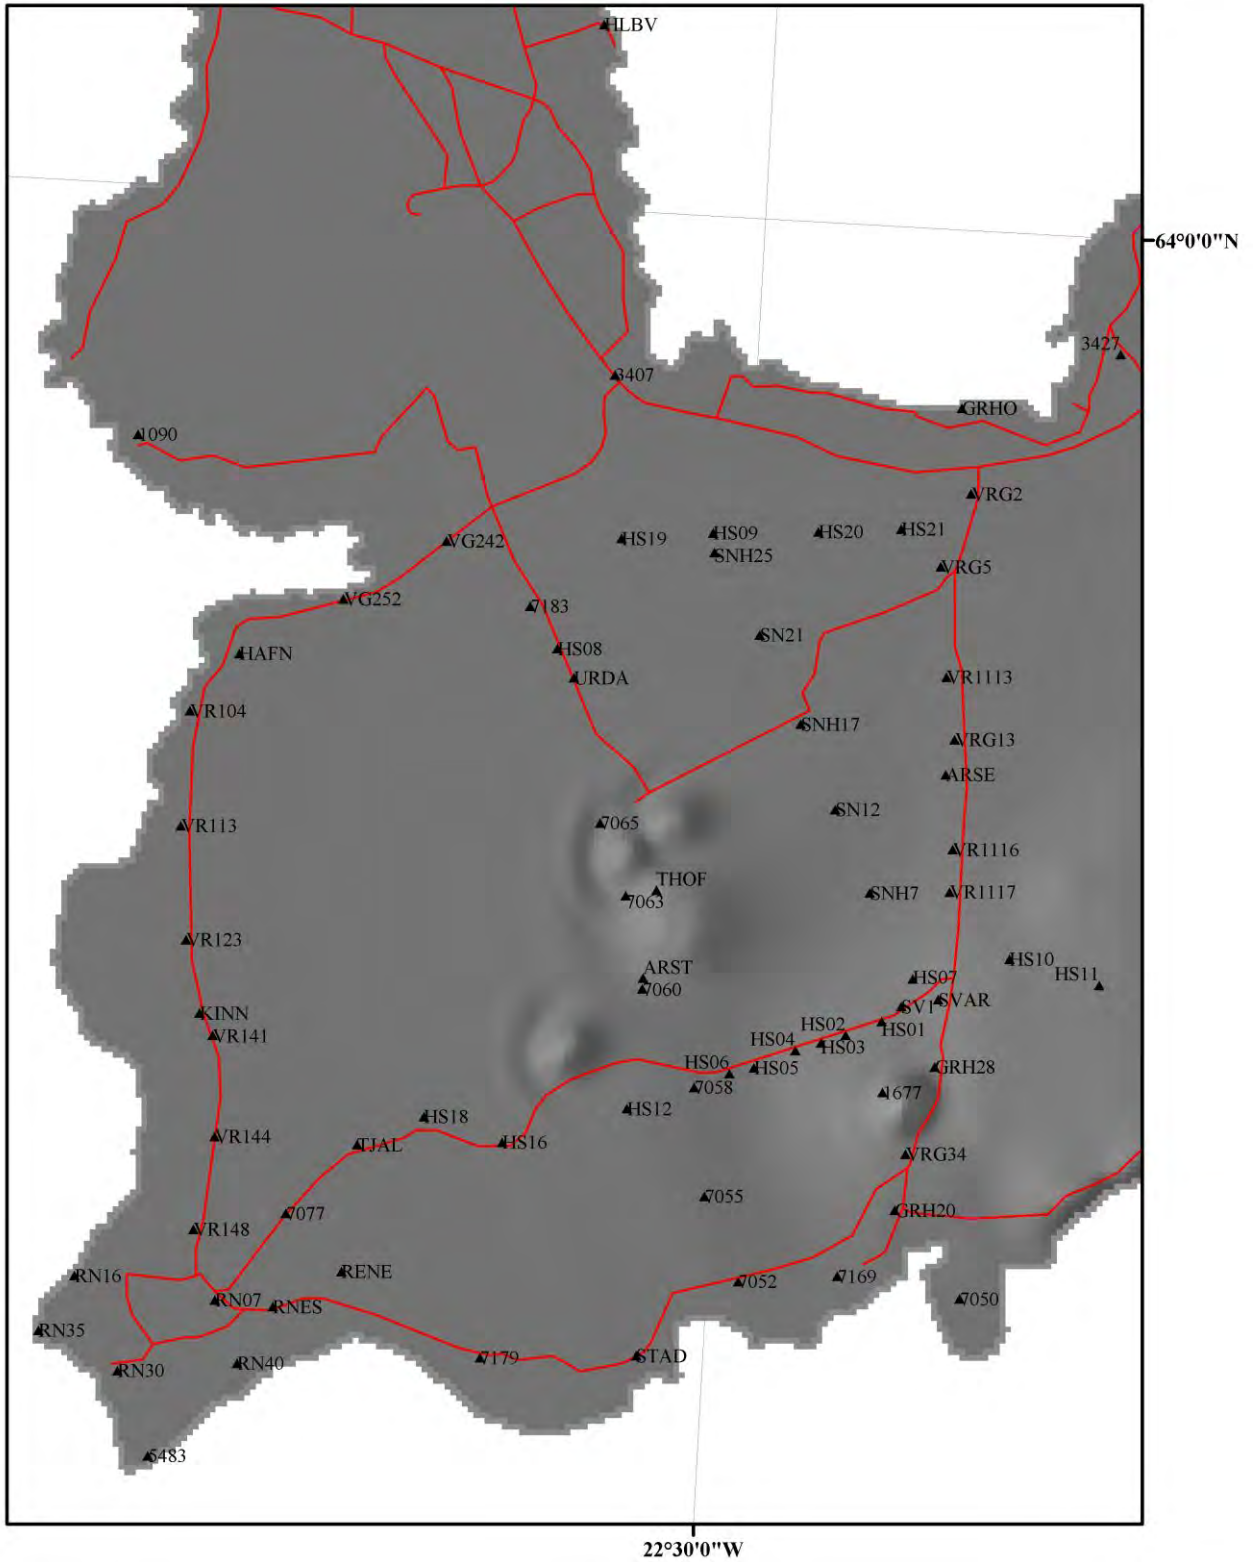 HLBV
64°0'0"N
3427
3407
GRHO
1090
VRG2
HS21
HS20
HS09
HS19
VG242
SNH25
VRG5
VG252
7183
SN21
HS08
HAFN
URDA
VR1113
VR104
SNH17
VRG13
ARSE
SN12
7065
VR113
VR1116
THOF
VR1117
SNH7
7063
VR123
HS10
ARST
HS11
HS07
7060
SVAR
SV1
KINN
HS02
HS01
VR141
HS04
HS03
HS06
HS05
GRH28
7058
1677
HS12
HS18
VR144
HS16
TJAL
VRG34
7055
GRH20
7077
VR148
RENE
RN16
7169
7052
RN07
7050
RNES
RN35
STAD
7179
RN40
RN30
5483
22°30'0"W